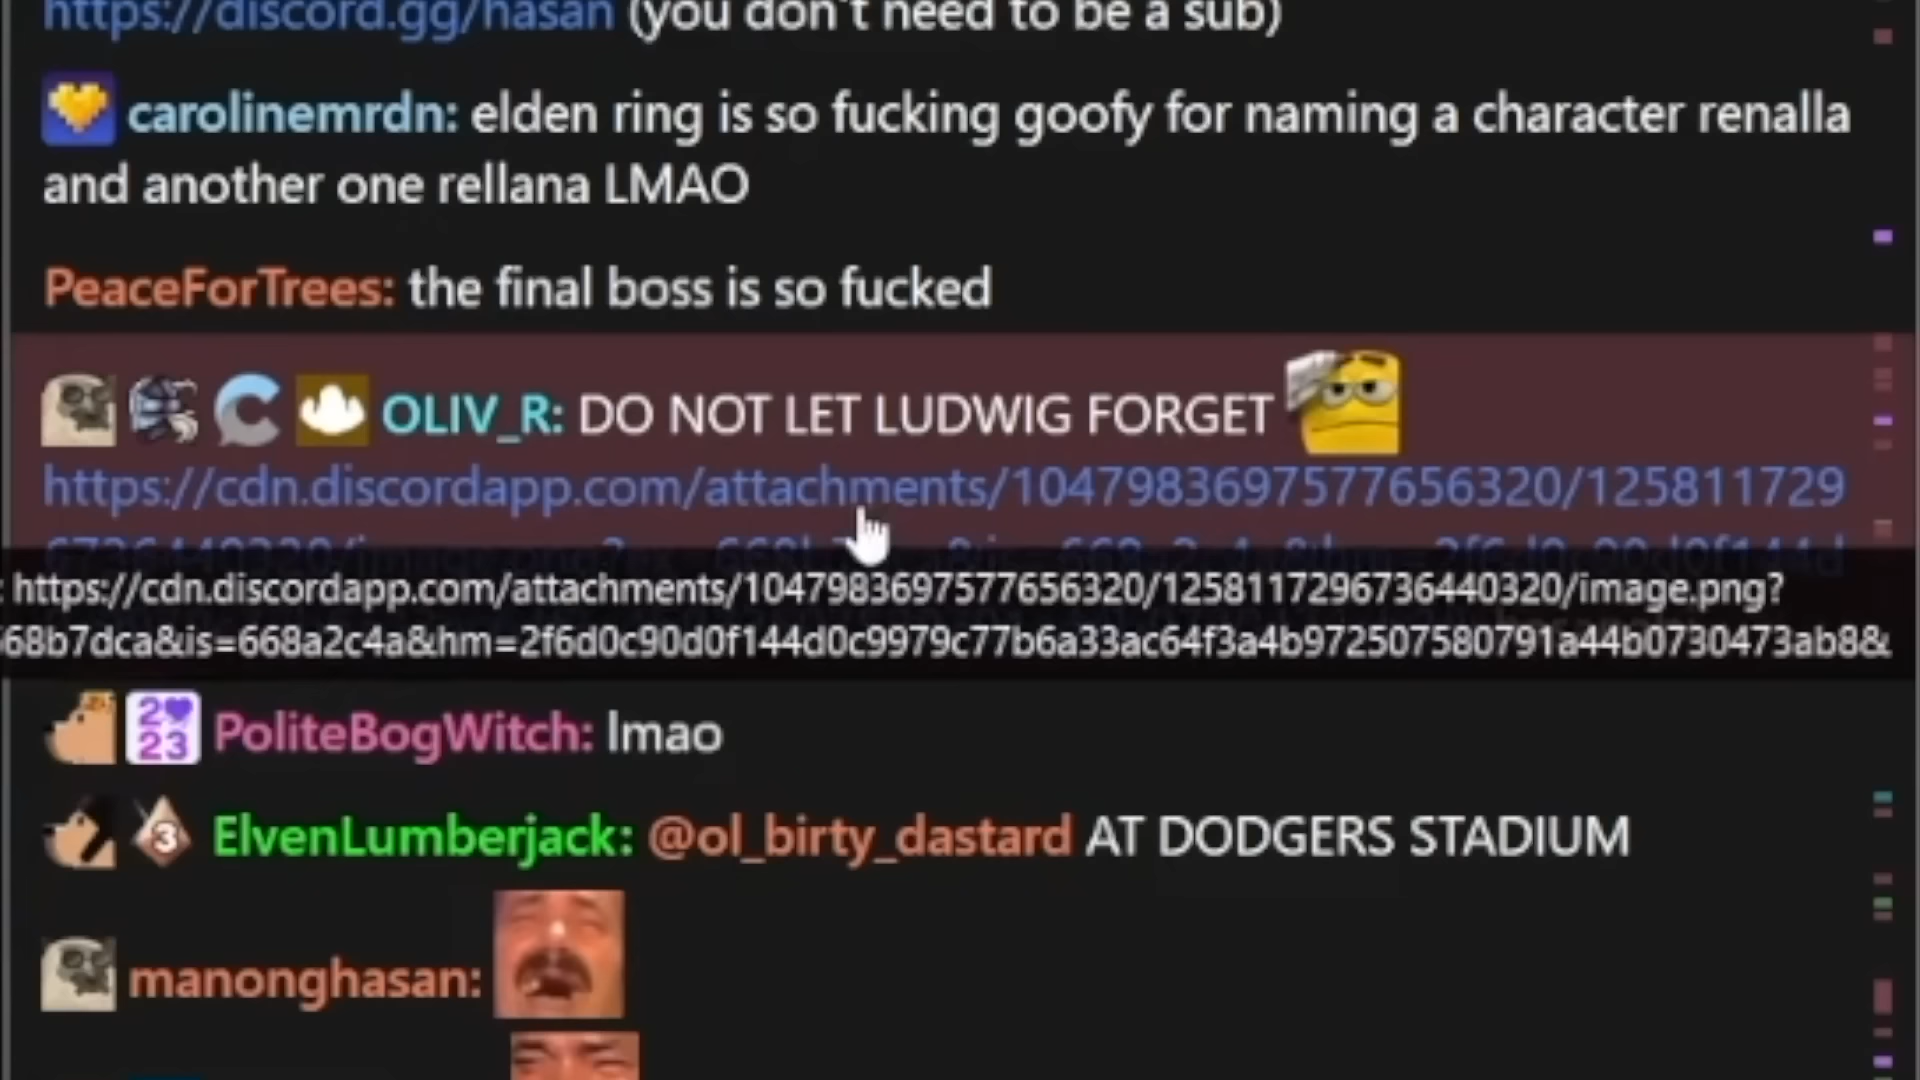 https://discord.gg/hasan (you don't need to be a sub)
carolinemrdn: elden ring is so fucking goofy for naming a character renalla
and another one rellana LMAO
PeaceForTrees: the final boss is so fucked
OLIV_R: DO NOT LET LUDWIG FORGET
https://cdn.discordapp.com/attachments/1047983697577656320/125811729
https://cdn.discordapp.com/attachments/1047983697577656320/1258117296736440320/image.png?
68b7dca&is=668a2c4a&hm=2f6d0c90d0f144d0c9979c77b6a33ac64f3a4b972507580791a44b0730473ab8&
2 23 PoliteBogWitch: lmao
3 ElvenLumberjack: @ol_birty_dastard AT DODGERS STADIUM
manonghasan: